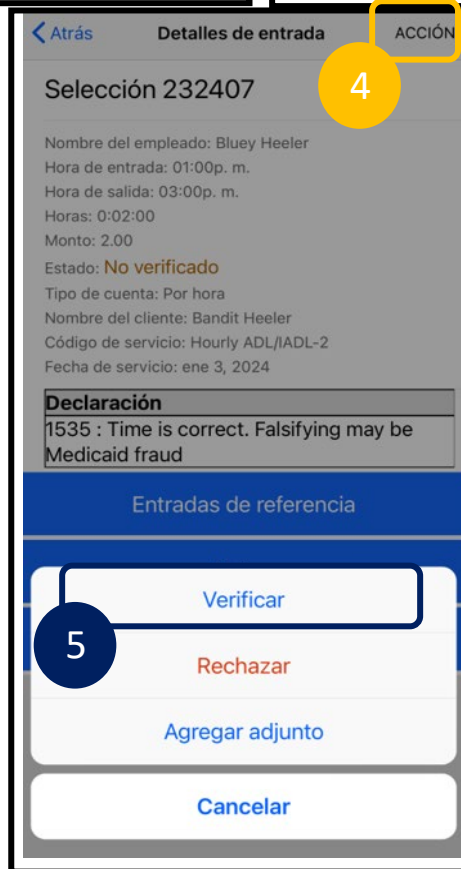 Atrás
Detalles de entrada
ACCIÓN
4
Selección 232407
Nombre del empleado: Bluey Heeler
Hora de entrada: 01:00p. m.
Hora de salida: 03:00p. m.
Horas: 0:02:00
Monto: 2.00
Estado: No verificado
Tipo de cuenta: Por hora
Nombre del cliente: Bandit Heeler
Código de servicio: Hourly ADL/IADL-2
Fecha de servicio: ene 3, 2024
Declaración
1535 : Time is correct. Falsifying may be
Medicaid fraud
Entradas de referencia
Verificar
5
Rechazar
Agregar adjunto
Cancelar